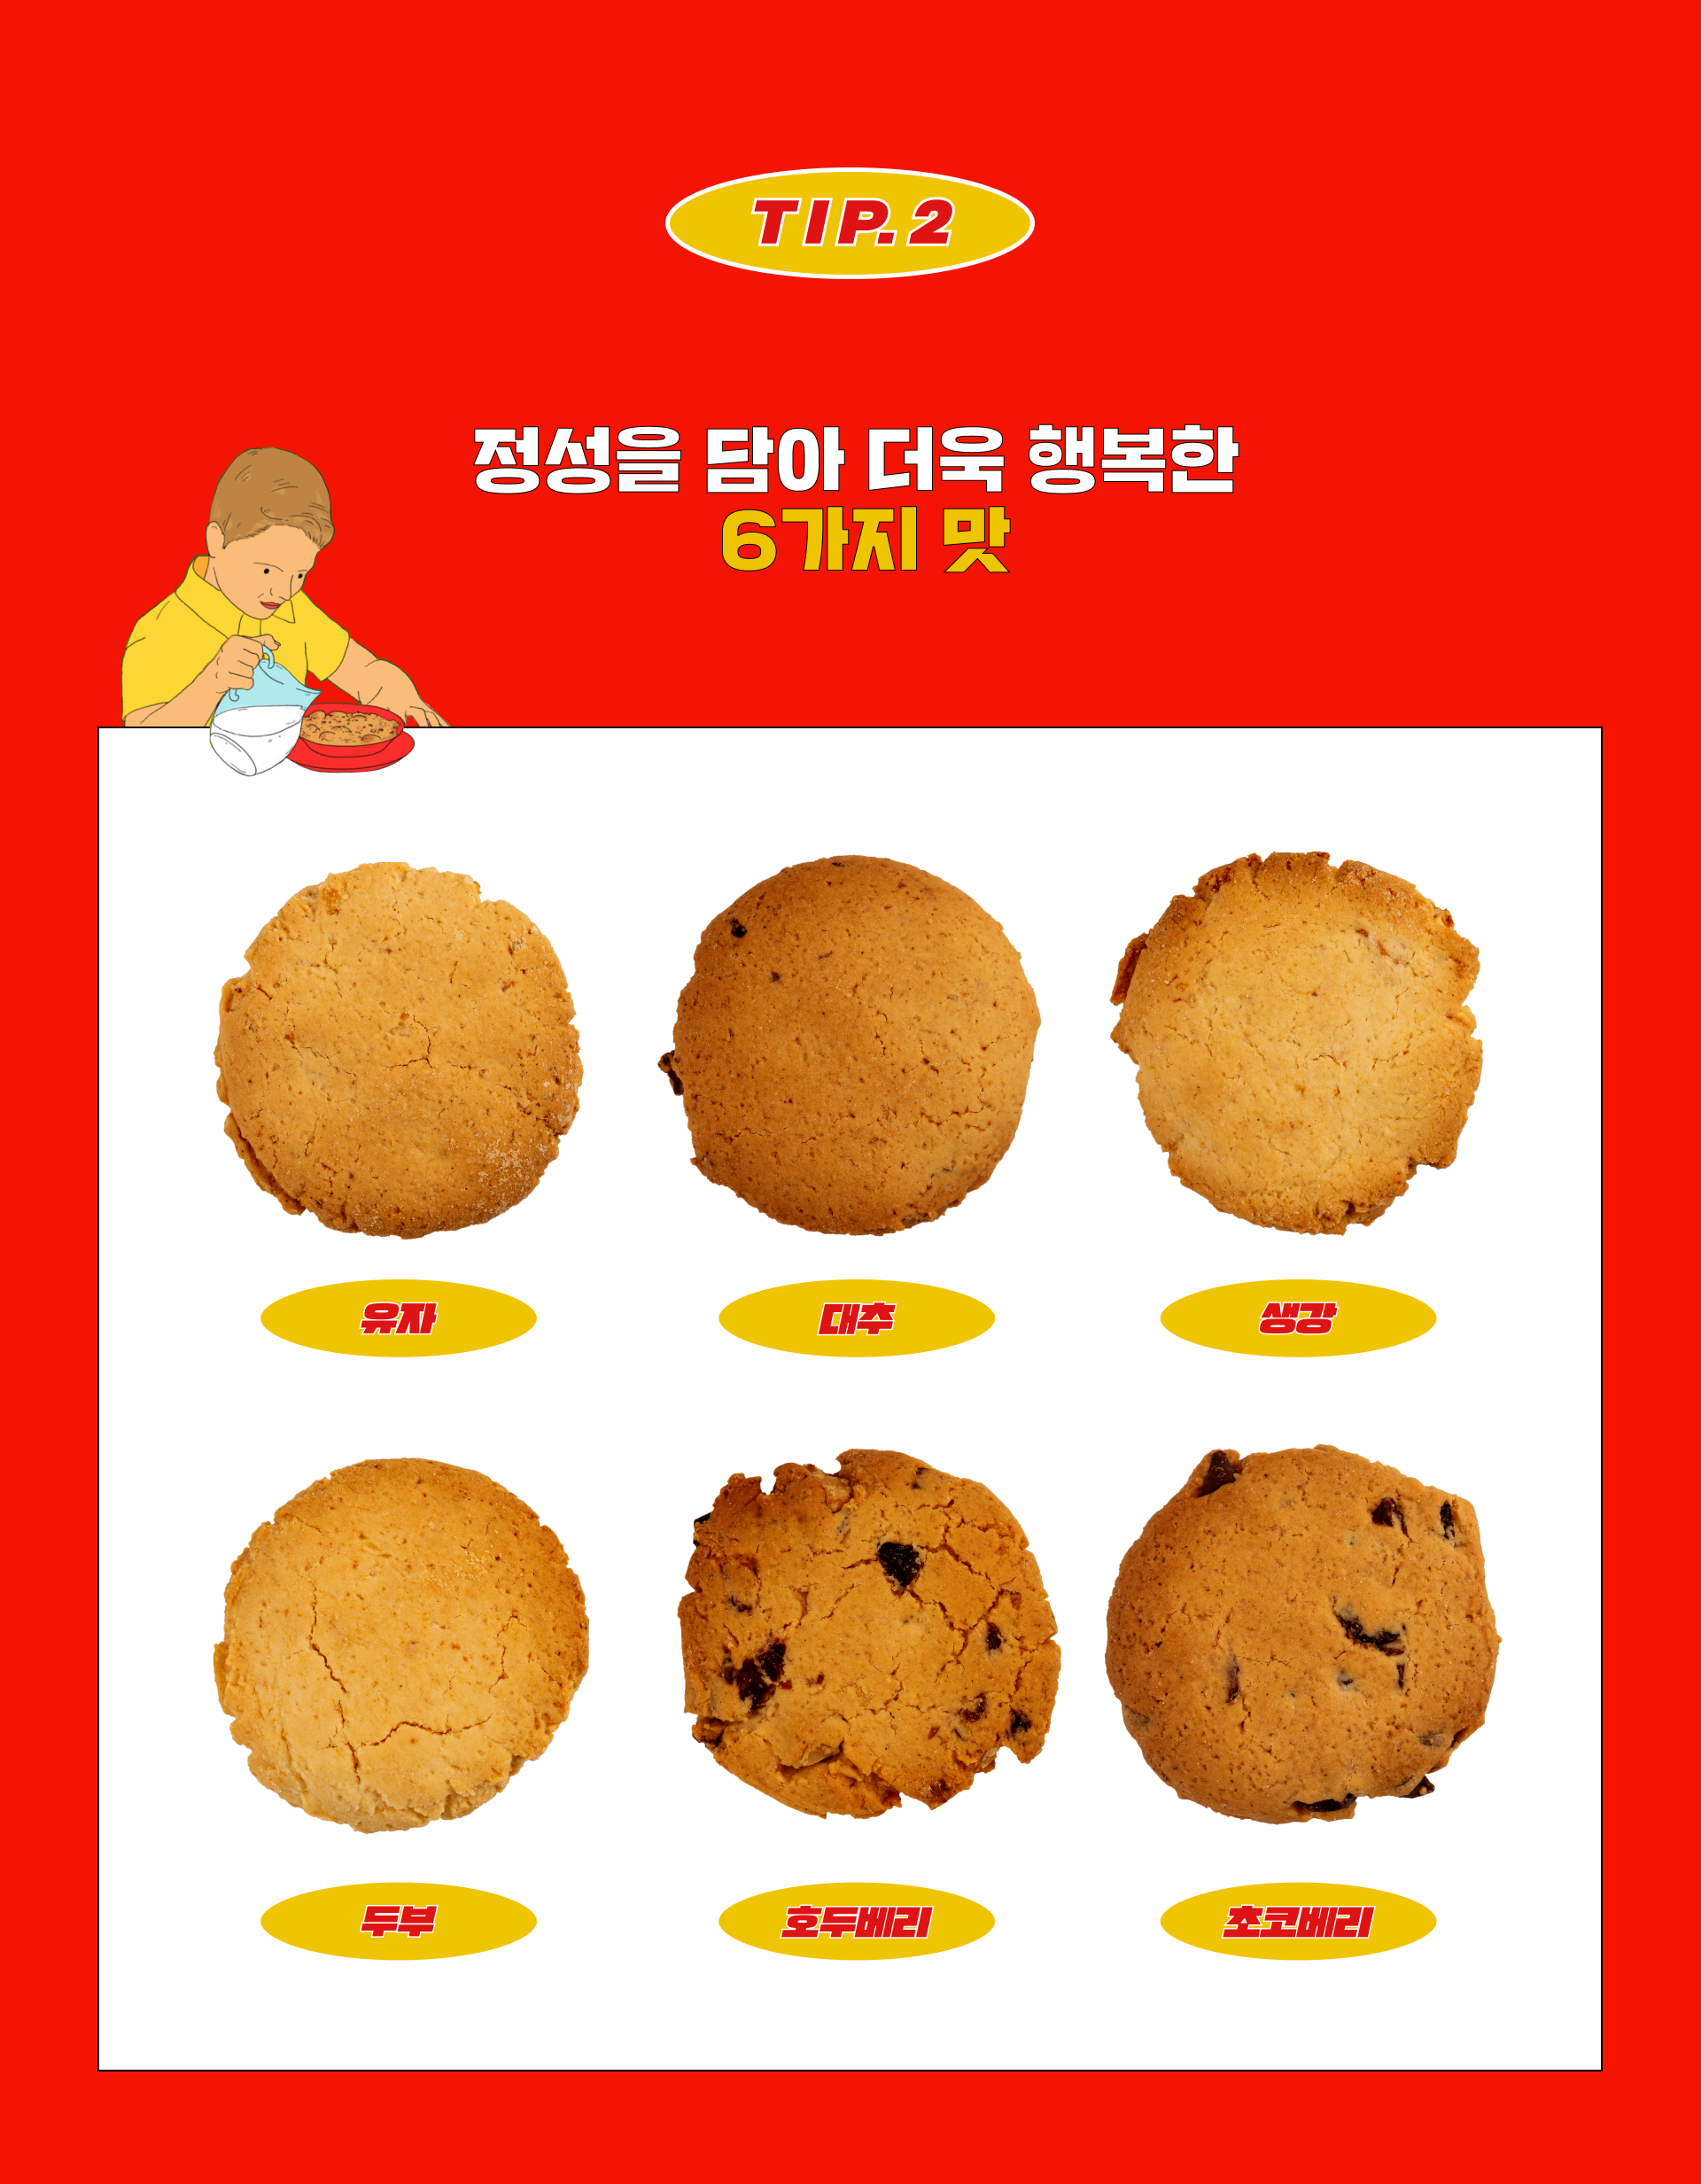 TIP. 2
정성을 담아 더욱 행복한
6가지 맛
유자
대추
생강
두부
호두베리
초코베리